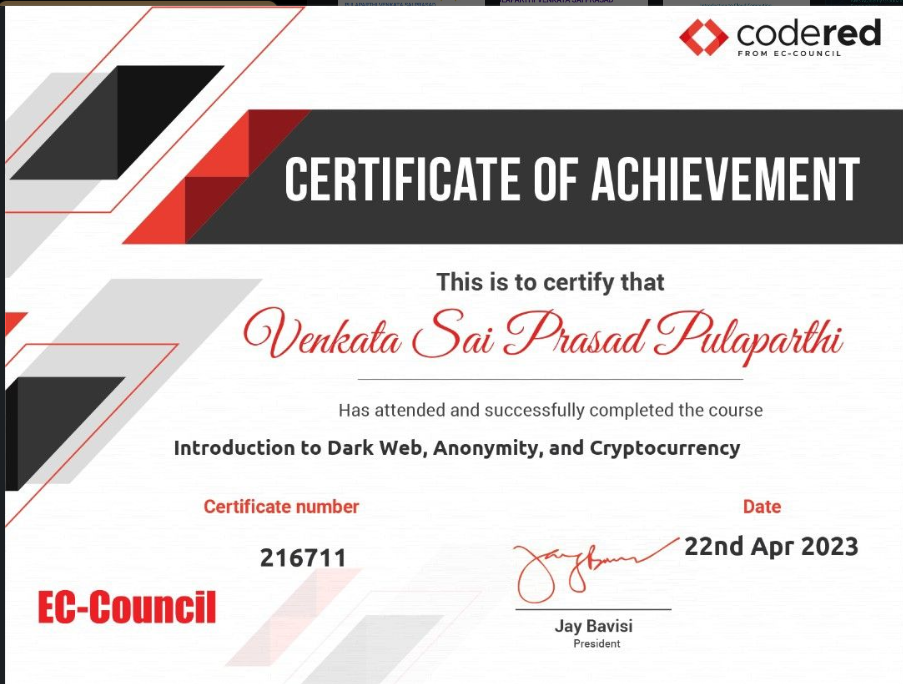 codered
FROM EC-COUNCIL
CERTIFICATE OF ACHIEVEMENT
This is to certify that
Venkata Sai Prasad Pulaparthi
Has attended and successfully completed the course
Introduction to Dark Web, Anonymity, and Cryptocurrency
Certificate number
Date
216711
22nd Apr 2023
EC-Council
Jay Bavisi
President